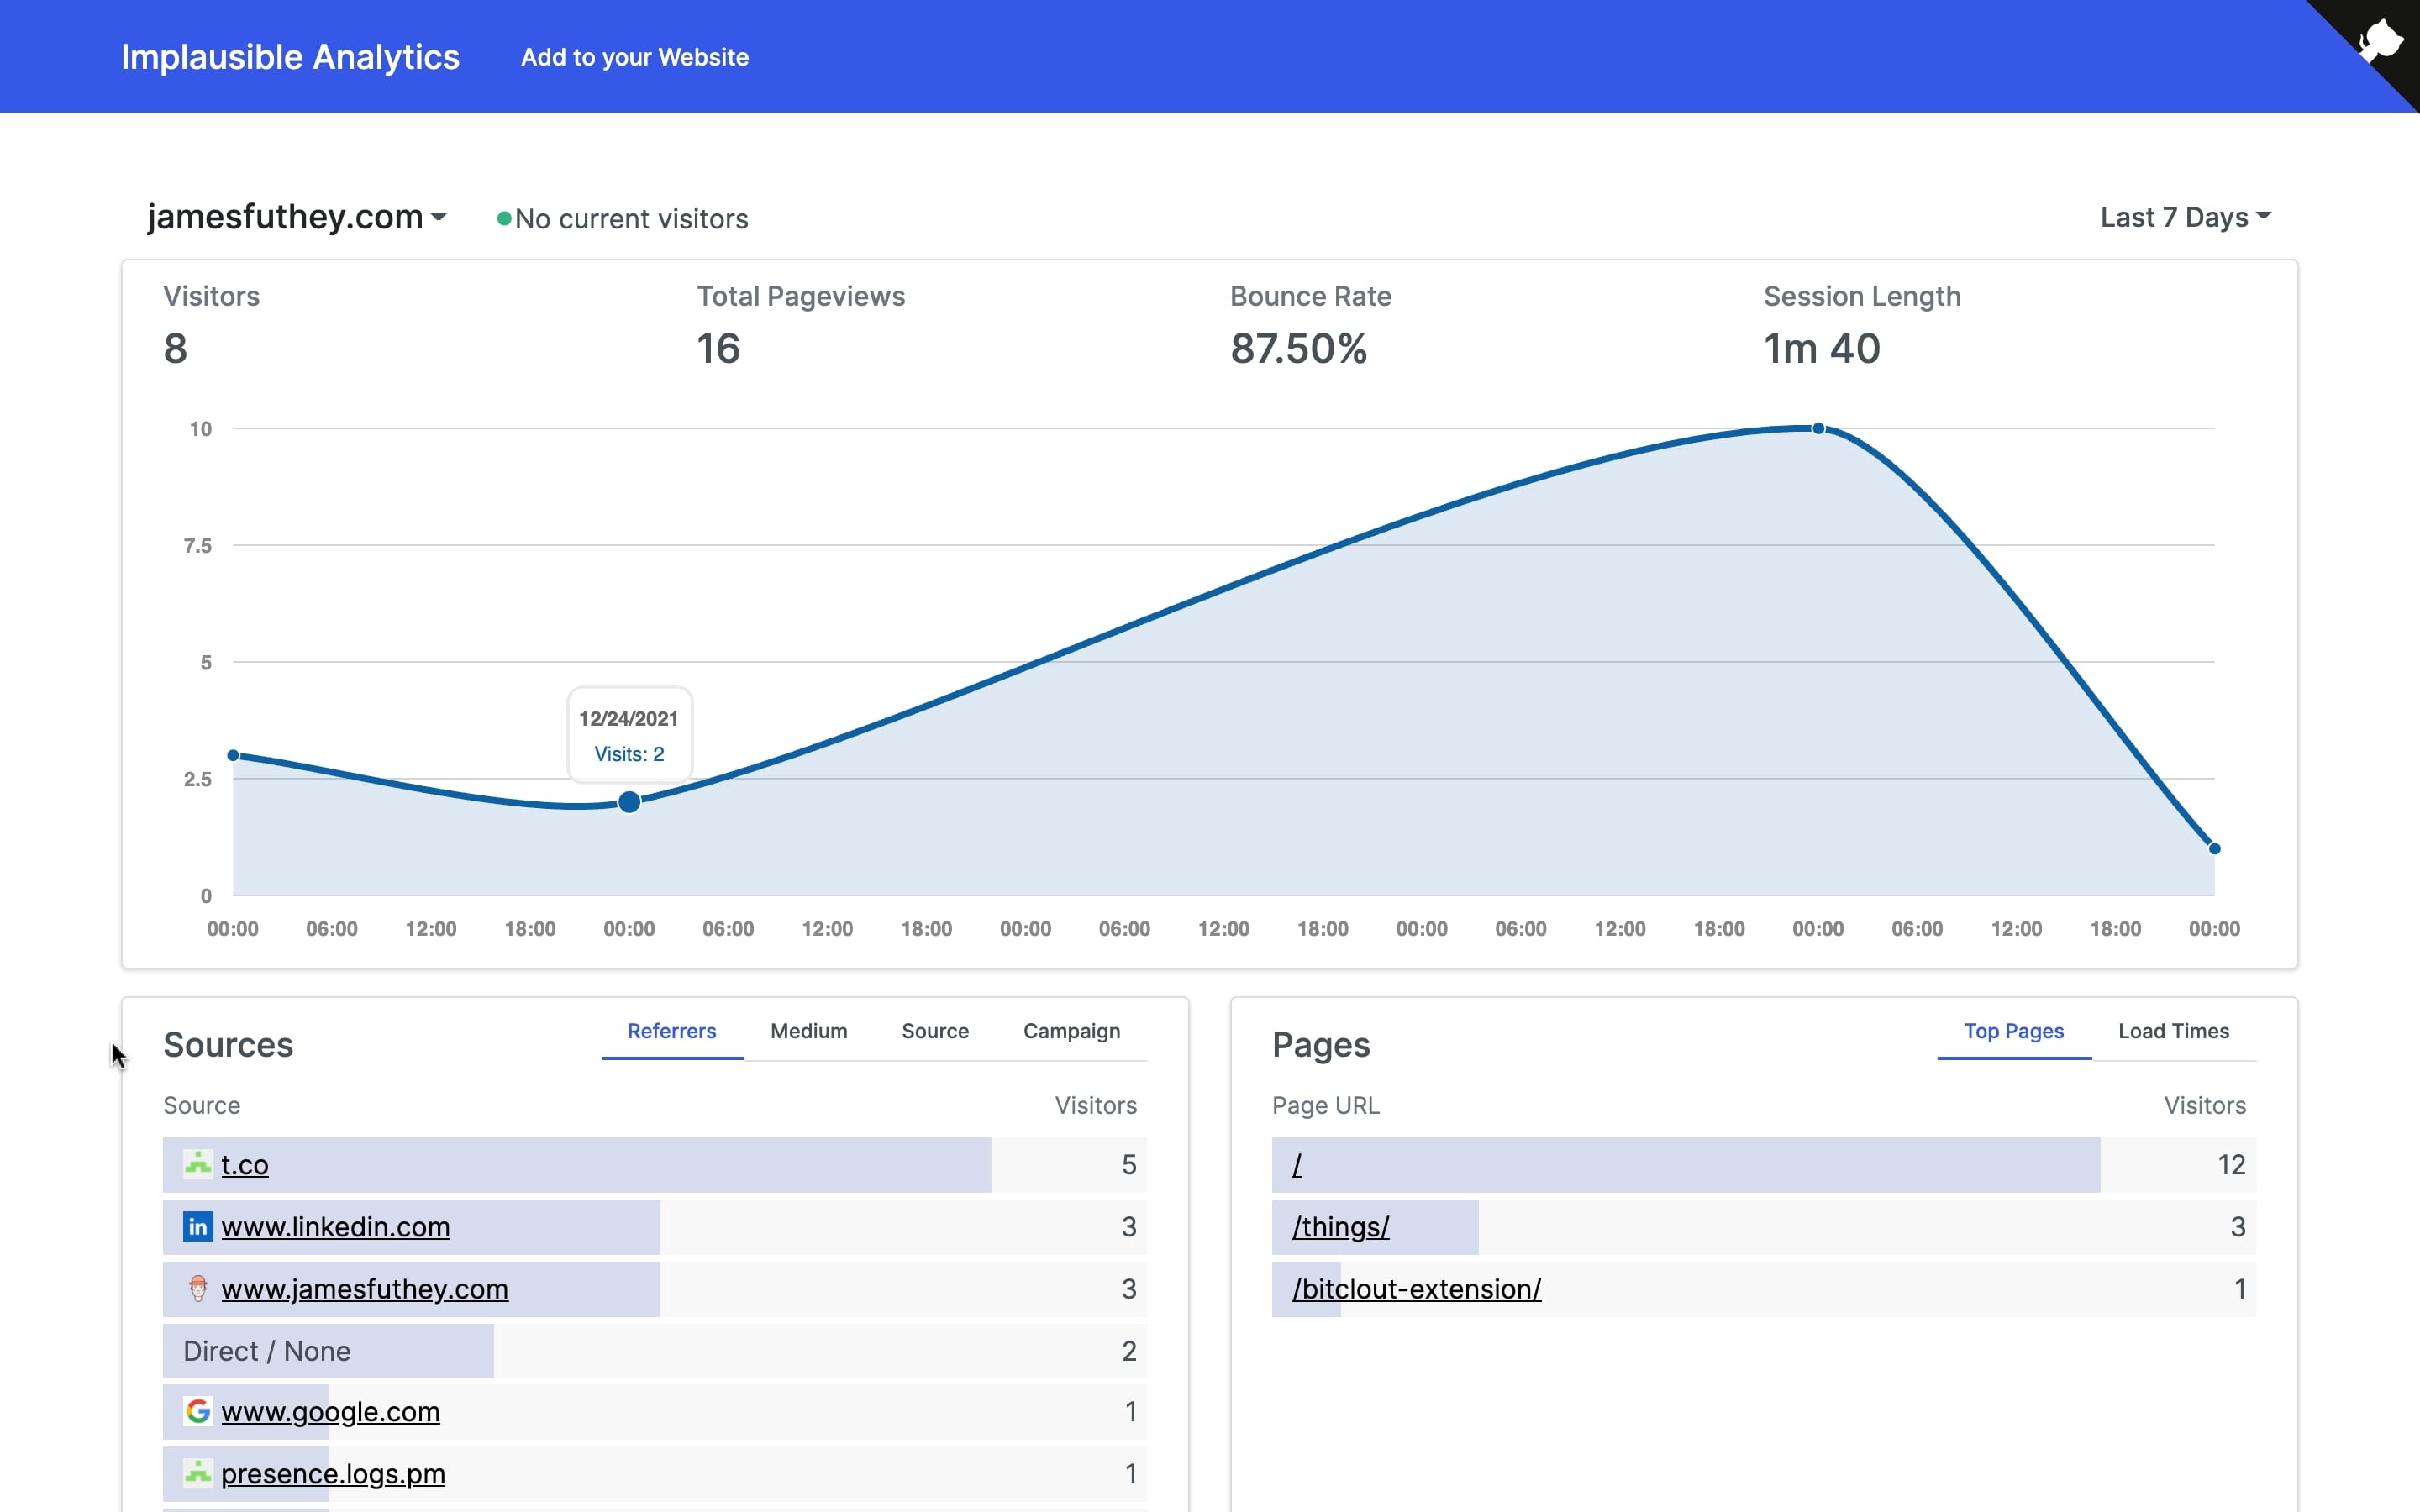 Implausible Analytics Add to your Website
jamesfuthey.com No current visitors Last 7 Days
Visitors Total Pageviews Bounce Rate Session Length
8 16 87.50% 1m 40
10
7.5
5
12/24/2021
Visits: 2
2.5
0
00:00 06:00 12:00 18:00 00:00 06:00 12:00 18:00 00:00 06:00 12:00 18:00 00:00 06:00 12:00 18:00 00:00 06:00 12:00 18:00 00:00
Sources Referrers Medium Source Campaign
Source Visitors
t.co 5
in www.linkedin.com 3
www.jamesfuthey.com 3
Direct / None 2
G www.google.com 1
presence.logs.pm 1
Pages Top Pages Load Times
Page URL Visitors
/ 12
/things/ 3
/bitclout-extension/ 1